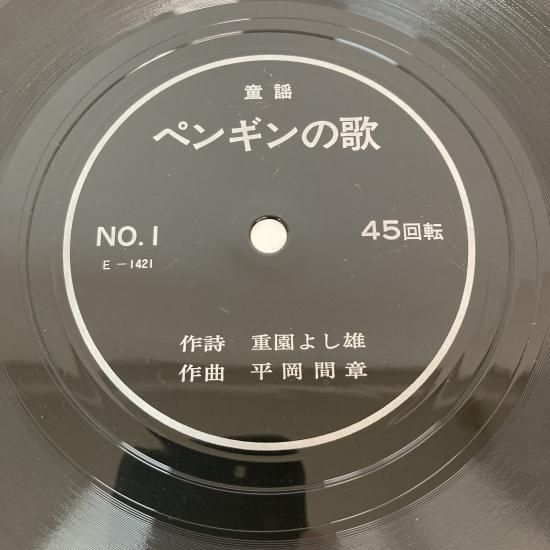 童謡
ペンギンの歌
NO.1
45回転
E-1421
作詩 重園よし雄
作曲 平岡間章